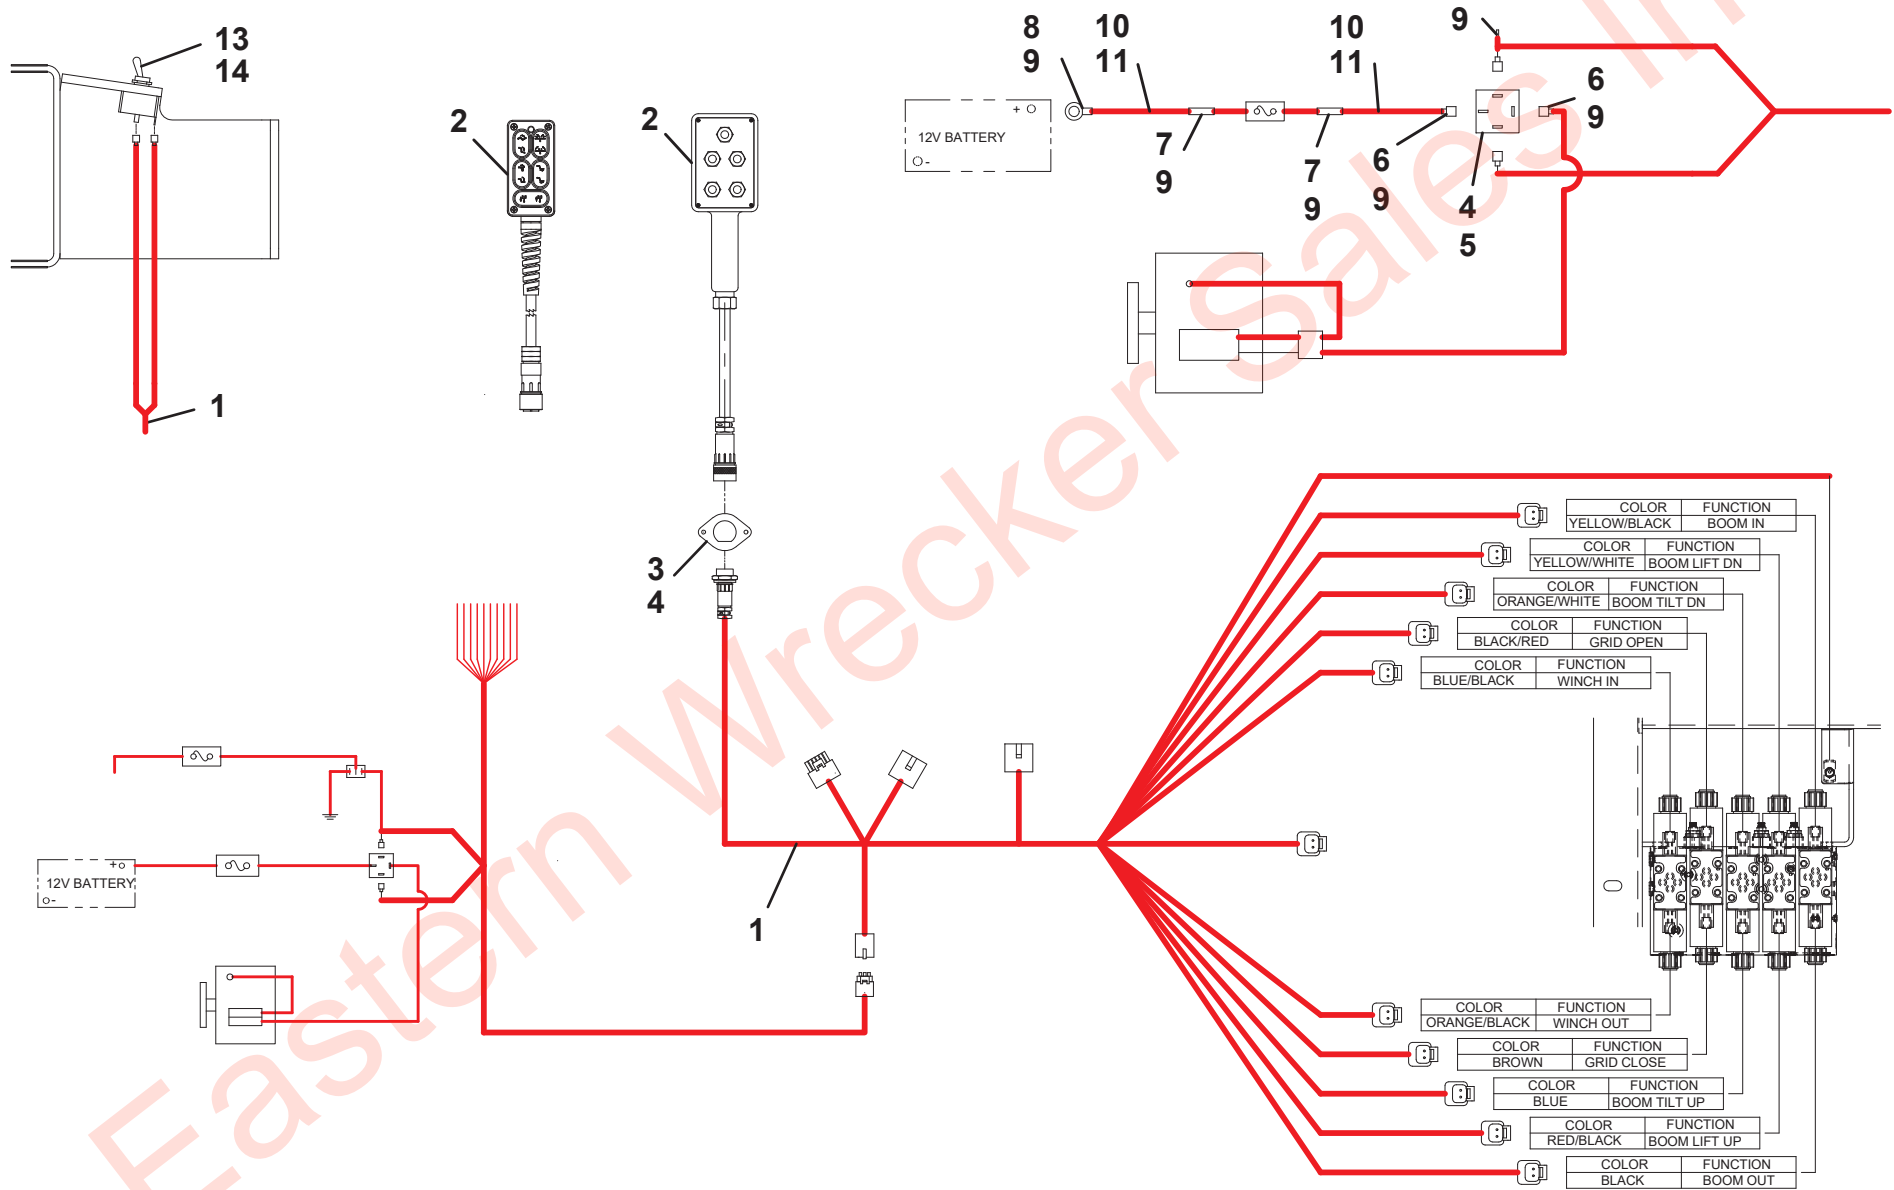 13
14
2
2
8
9
10
11
10
11
9
6
9
12V BATTERY
+
-
7
9
7
9
6
9
4
5
1
3
4
COLOR FUNCTION
YELLOW/BLACK BOOM IN
COLOR FUNCTION
YELLOW/WHITE BOOM LIFT DN
COLOR FUNCTION
ORANGE/WHITE BOOM TILT DN
COLOR FUNCTION
BLACK/RED GRID OPEN
COLOR FUNCTION
BLUE/BLACK WINCH IN
+
12V BATTERY
-
1
COLOR FUNCTION
ORANGE/BLACK WINCH OUT
COLOR FUNCTION
BROWN GRID CLOSE
COLOR FUNCTION
BLUE BOOM TILT UP
COLOR FUNCTION
RED/BLACK BOOM LIFT UP
COLOR FUNCTION
BLACK BOOM OUT
Eastern Wrecker Sales In